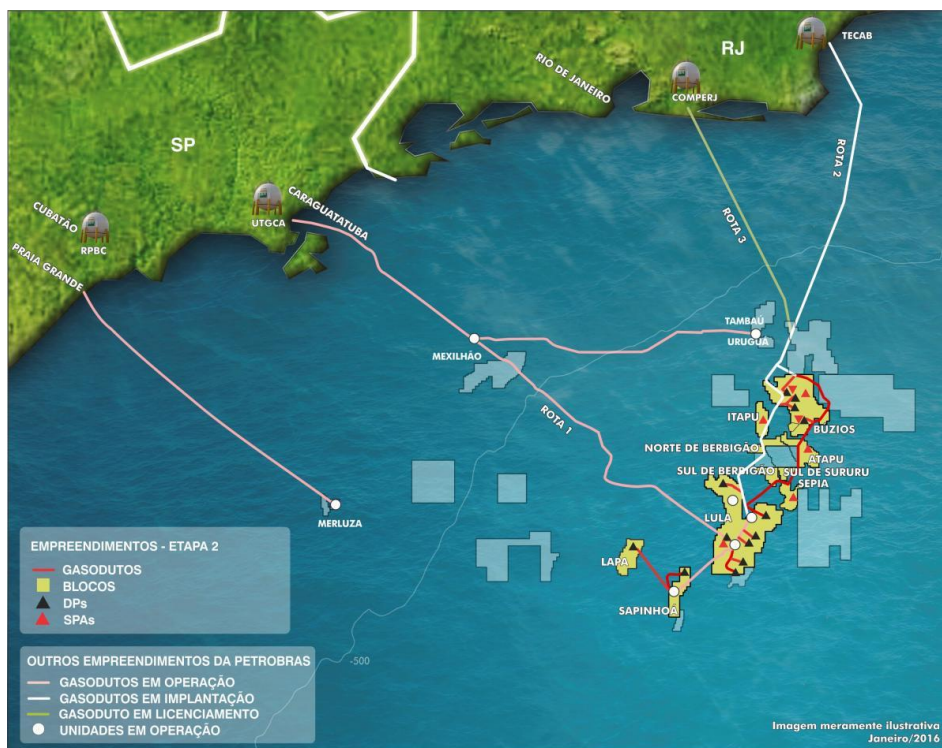 TECAB
RJ
RIO DE JANEIRO
COMPERJ
SP
ROTA 2
CARAGUATATUBA
UTGCA
CUBATÃO
RPBC
PRAIA GRANDE
ROTA 3
TAMBAÚ
URUGUÁ
MEXILHÃO
ROTA 1
ITAPU
BÚZIOS
NORTE DE BERBIGÃO
ATAPU
SUL DE BERBIGÃO
SUL DE SURURU
SEPIA
LULA
MERLUZA
LAPA
SAPINHOÁ
-500
EMPREENDIMENTOS - ETAPA 2
GASODUTOS
BLOCOS
DPs
SPAs
OUTROS EMPREENDIMENTOS DA PETROBRAS
GASODUTOS EM OPERAÇÃO
GASODUTOS EM IMPLANTAÇÃO
GASODUTO EM LICENCIAMENTO
UNIDADES EM OPERAÇÃO
Imagem meramente ilustrativa
Janeiro/2016